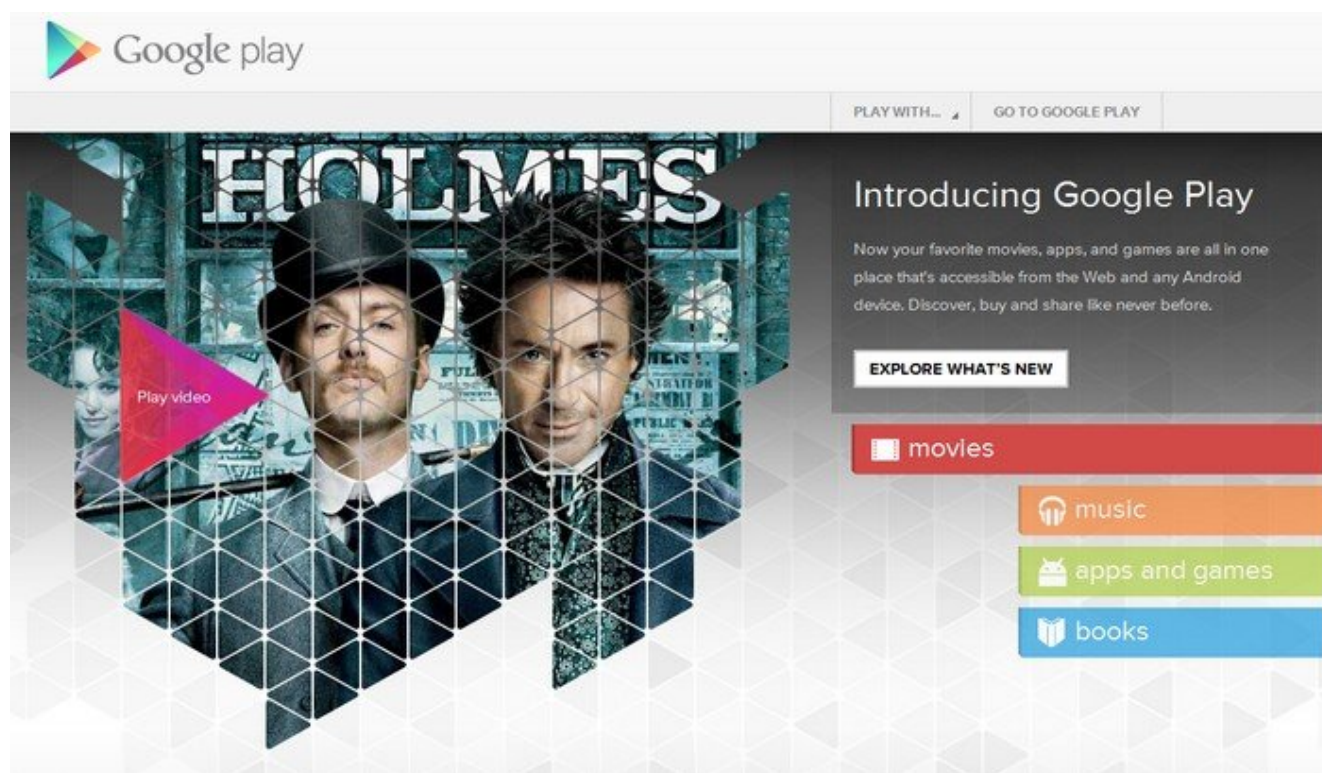 Google play
PLAY WITH...
GO TO GOOGLE PLAY
HOLMES
Introducing Google Play
Now your favorite movies, apps, and games are all in one
place that's accessible from the Web and any Android
device. Discover, buy and share like never before.
EXPLORE WHAT'S NEW
Play video
movies
music
apps and games
books